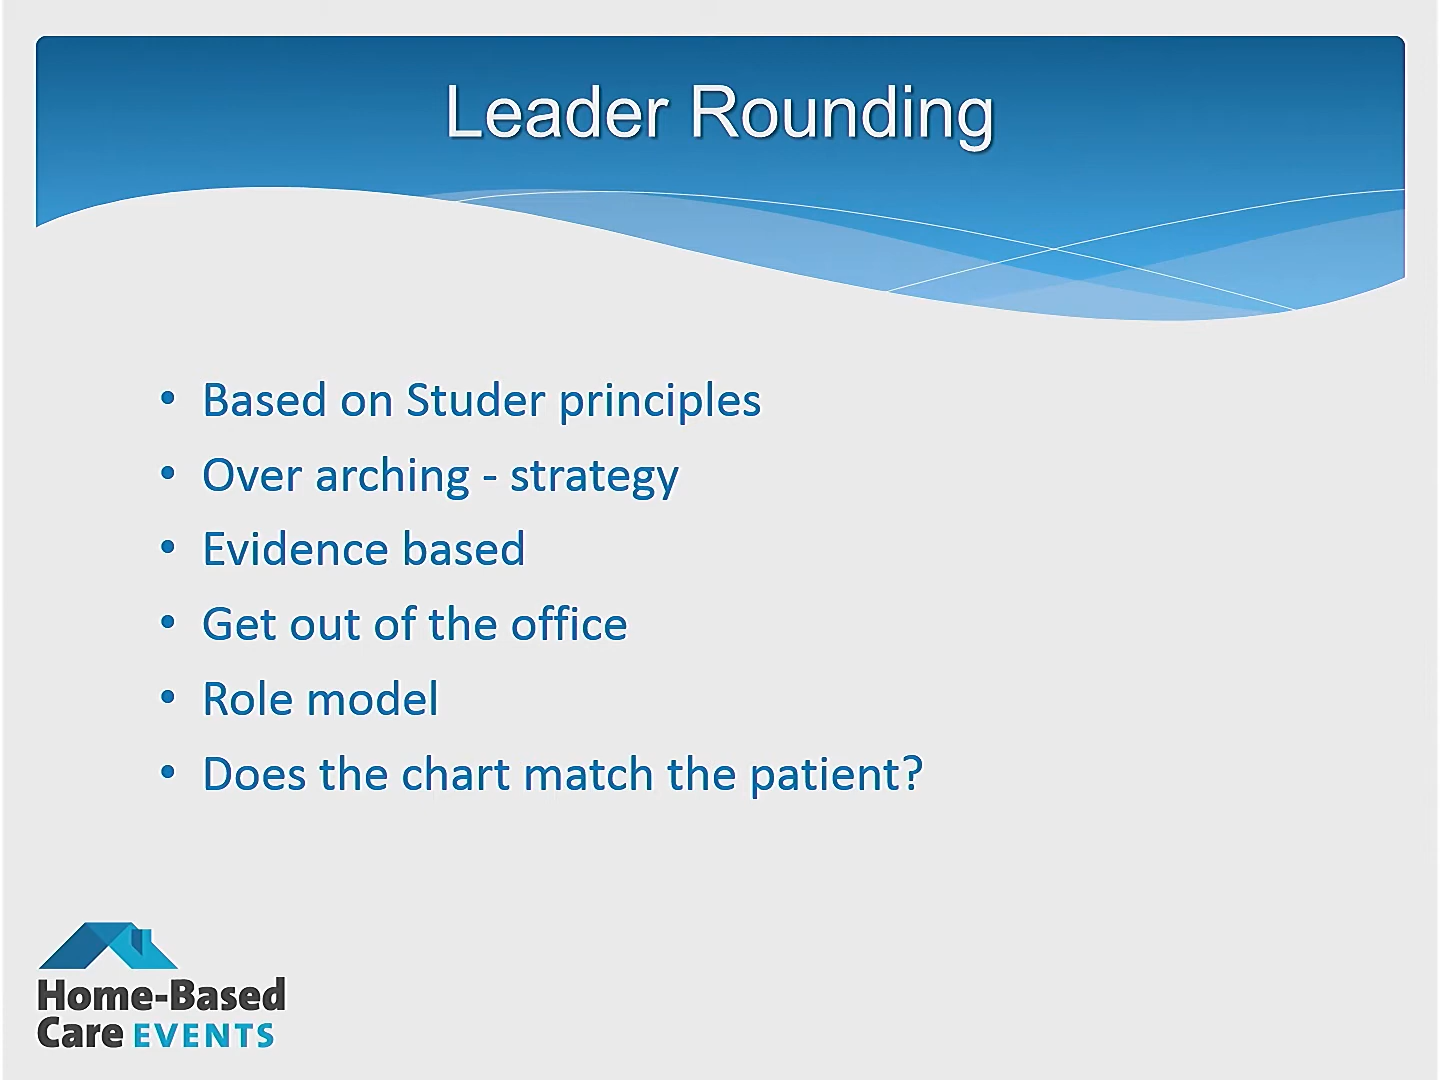 Leader Rounding
• Based on Studer principles
• Over arching - strategy
• Evidence based
• Get out of the office
• Role model
• Does the chart match the patient?
Home-Based
Care EVENTS